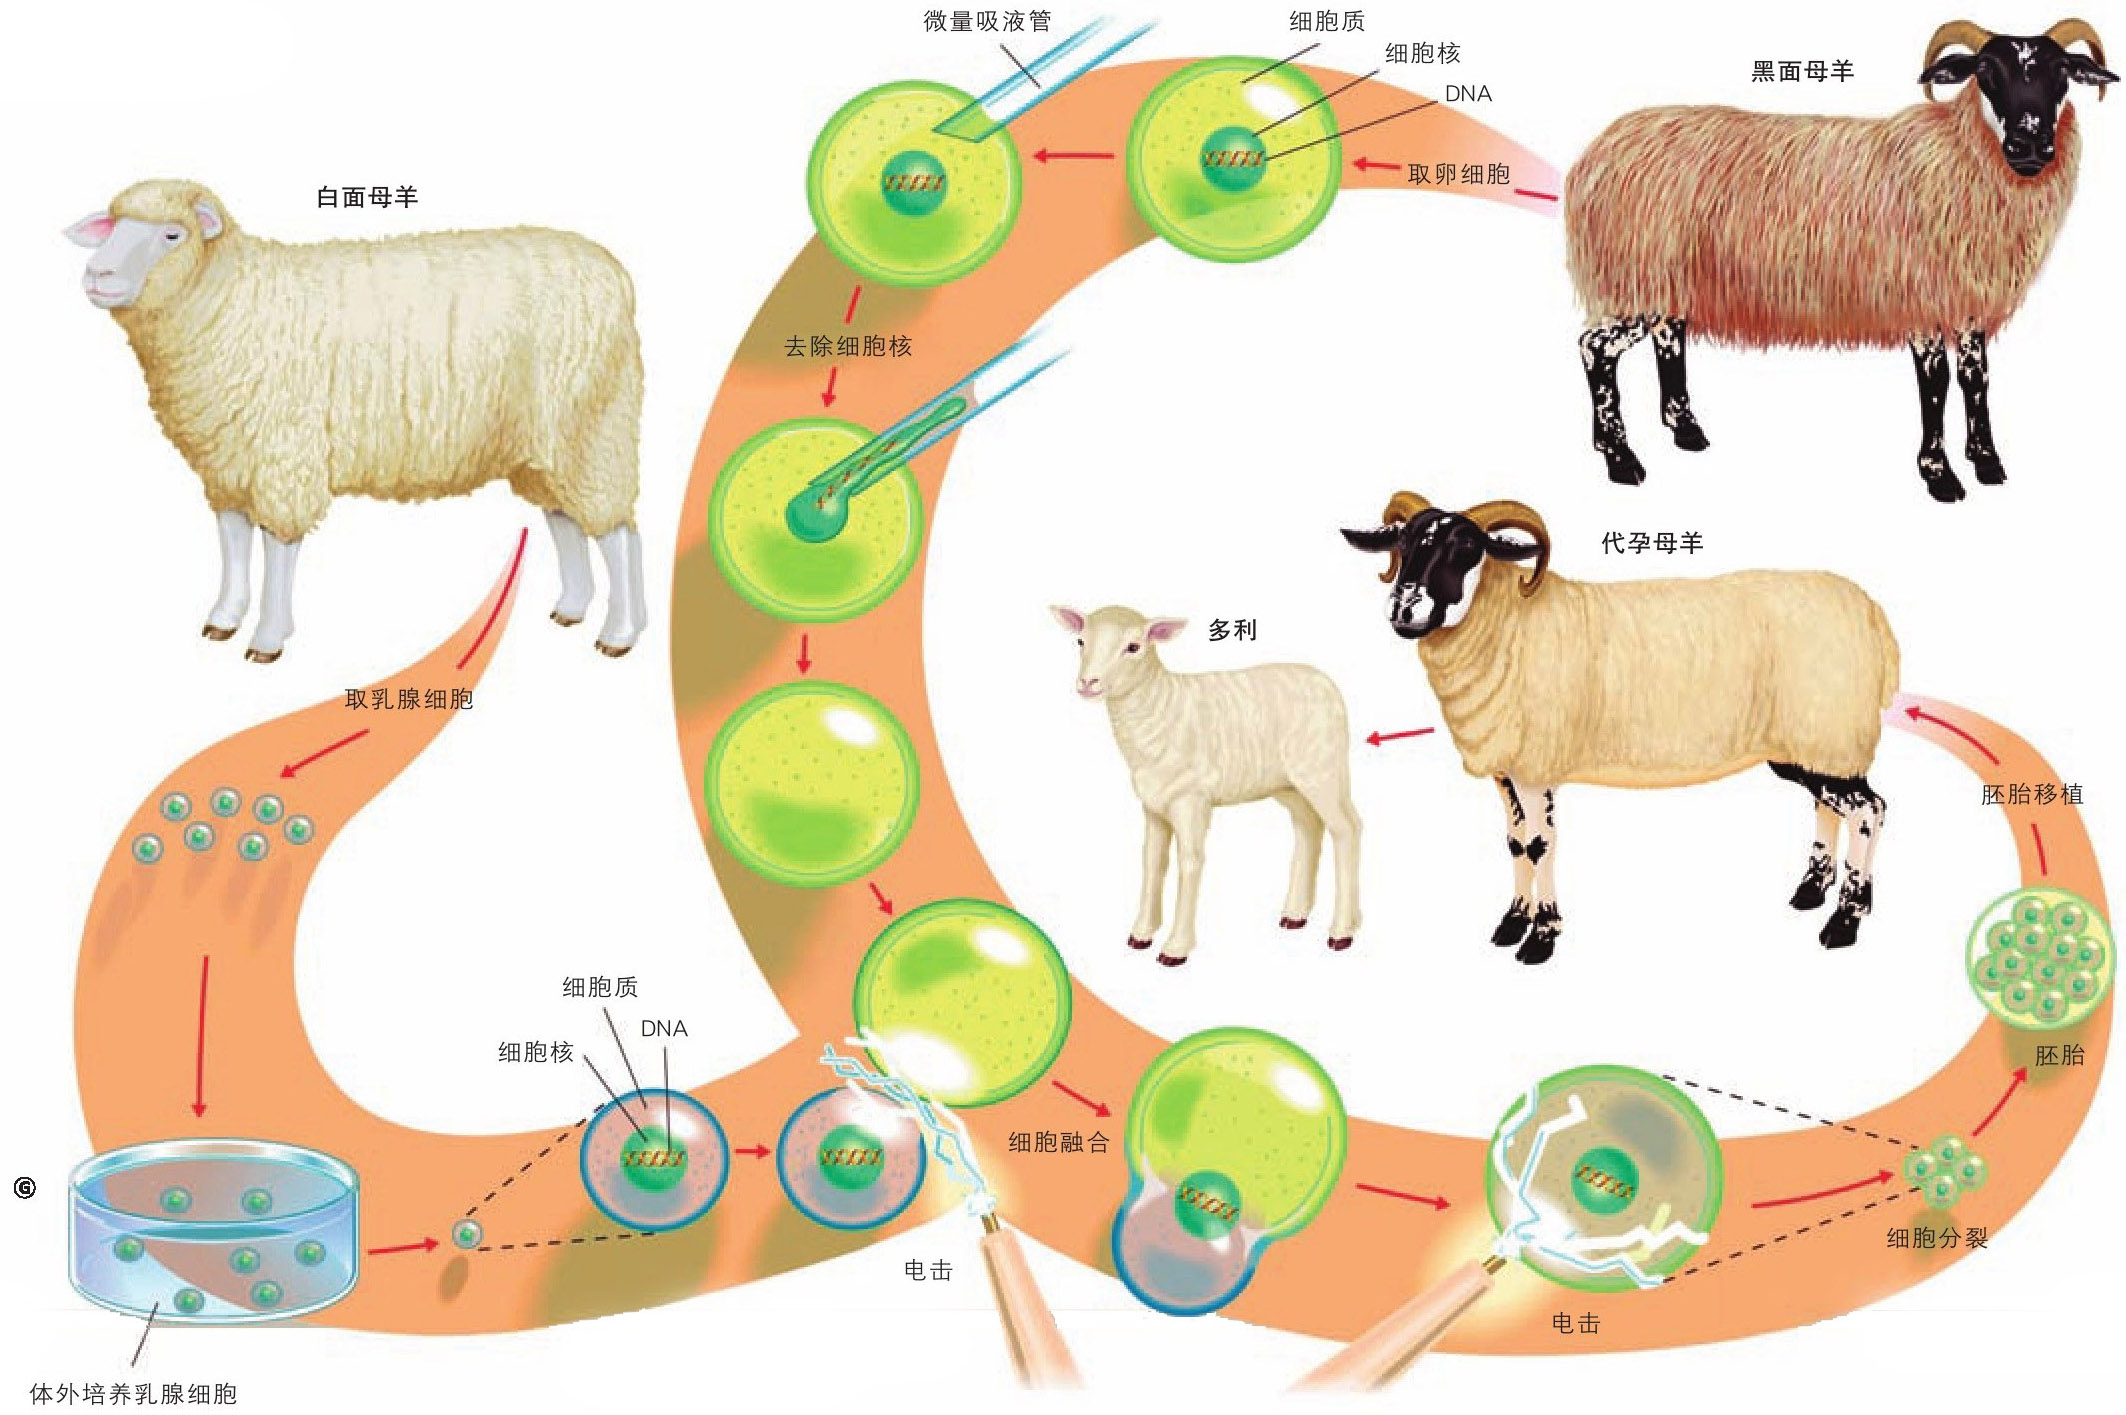 微量吸液管
细胞质
细胞核
DNA
黑面母羊
取卵细胞
白面母羊
去除细胞核
代孕母羊
多利
取乳腺细胞
胚胎移植
细胞质
DNA
细胞核
胚胎
细胞融合
G
细胞分裂
电击
电击
体外培养乳腺细胞